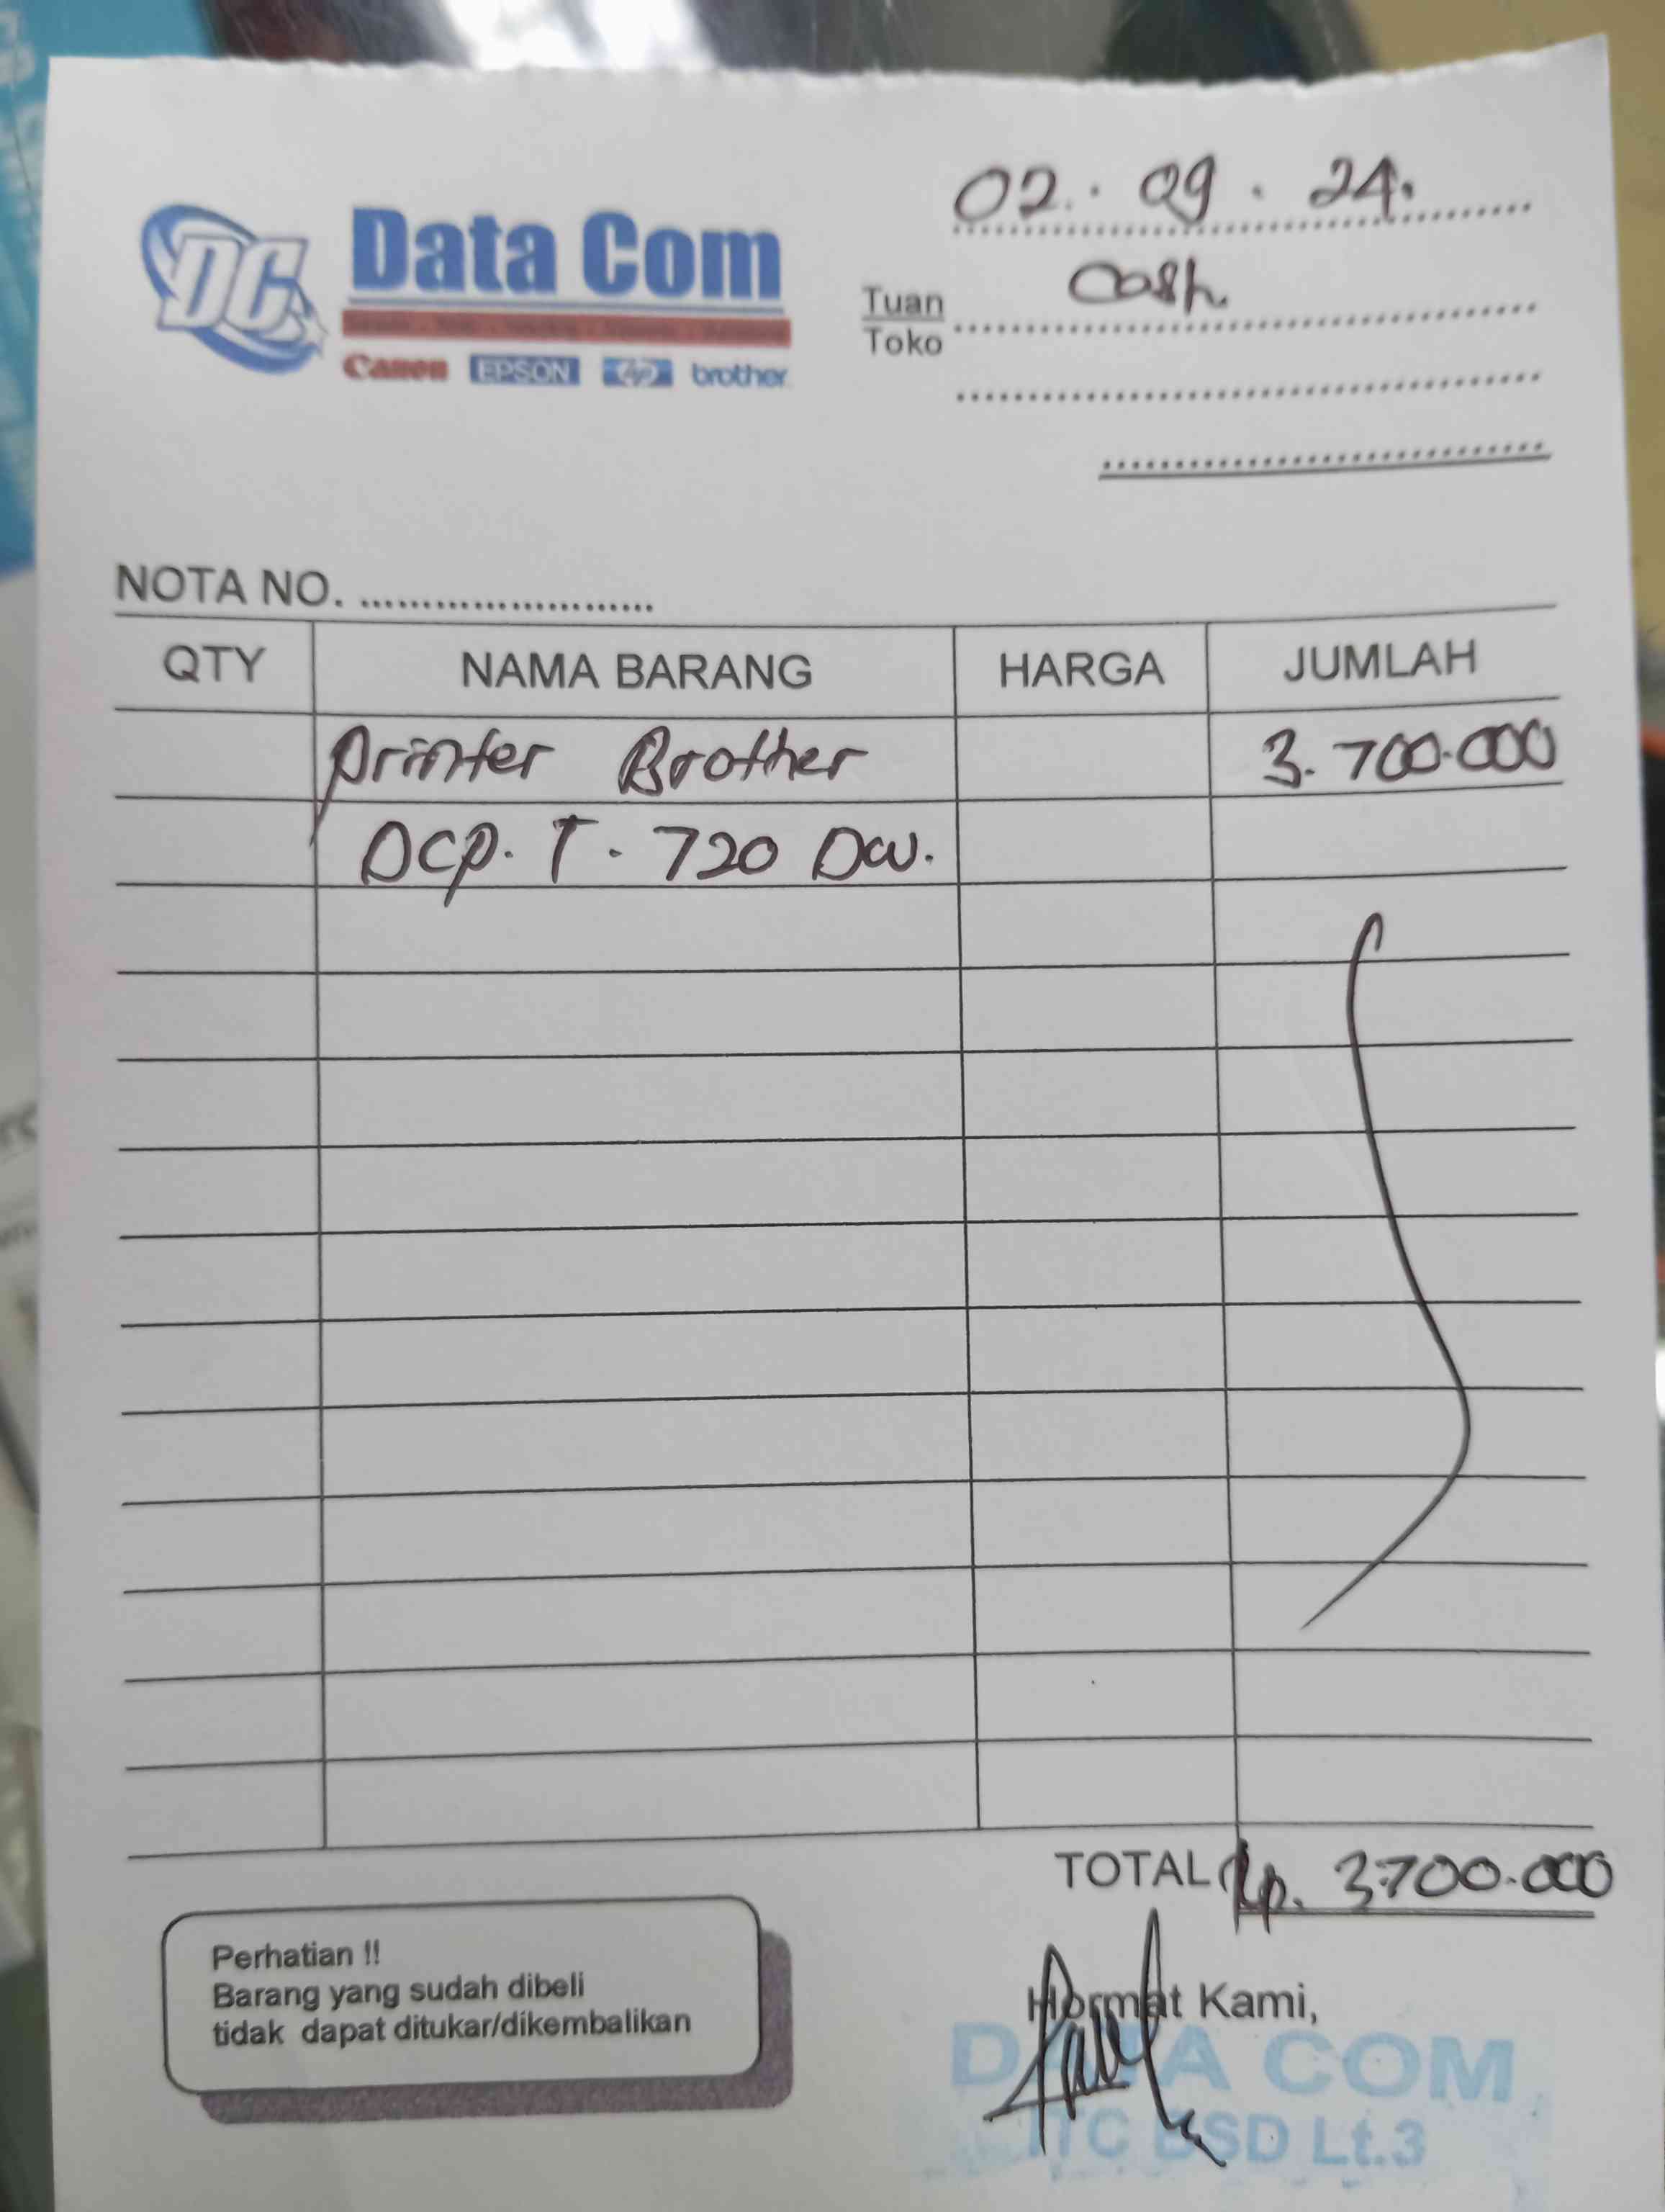 02. 09. 24.
DC Data Com
Tuan Cash
Toko
Canon EPSON hp brother
NOTA NO. ........................
QTY NAMA BARANG HARGA JUMLAH
Printer Brother 3.700.000
DCP. T. 720 DW.
TOTAL Rp. 3.700.000
Perhatian !!
Barang yang sudah dibeli
tidak dapat ditukar/dikembalikan
Hormat Kami,
DATA COM
ITC BSD Lt.3